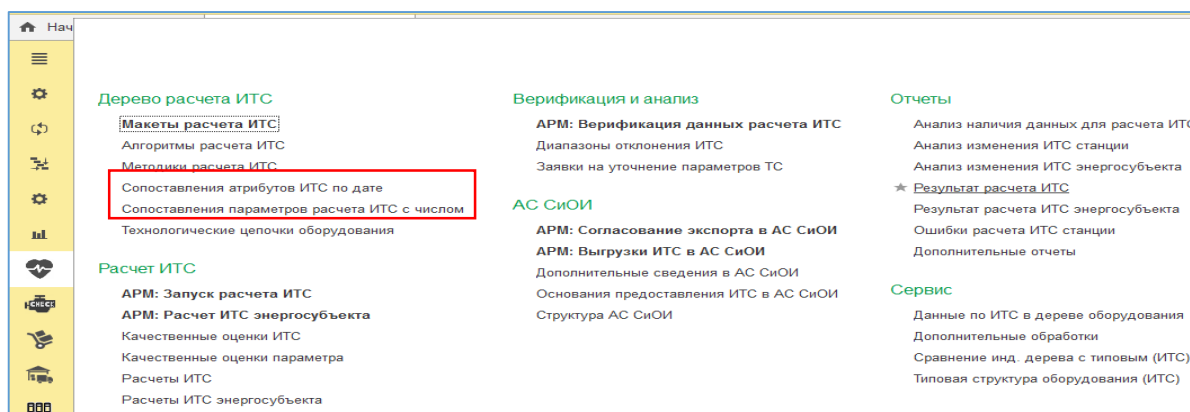 Нач
Дерево расчета ИТС
Макеты расчета ИТС
Алгоритмы расчета ИТС
Методики расчета ИТС
Сопоставления атрибутов ИТС по дате
Сопоставления параметров расчета ИТС с числом
Технологические цепочки оборудования
Расчет ИТС
АРМ: Запуск расчета ИТС
АРМ: Расчет ИТС энергосубъекта
Качественные оценки ИТС
Качественные оценки параметра
Расчеты ИТС
Расчеты ИТС энергосубъекта
Верификация и анализ
АРМ: Верификация данных расчета ИТС
Диапазоны отклонения ИТС
Заявки на уточнение параметров ТС
АС СиОИ
АРМ: Согласование экспорта в АС СиОИ
АРМ: Выгрузки ИТС в АС СиОИ
Дополнительные сведения в АС СиОИ
Основания предоставления ИТС в АС СиОИ
Структура АС СиОИ
Отчеты
Анализ наличия данных для расчета ИТС
Анализ изменения ИТС станции
Анализ изменения ИТС энергосубъекта
Результат расчета ИТС
Результат расчета ИТС энергосубъекта
Ошибки расчета ИТС станции
Дополнительные отчеты
Сервис
Данные по ИТС в дереве оборудования
Дополнительные обработки
Сравнение инд. дерева с типовым (ИТС)
Типовая структура оборудования (ИТС)
CHECK